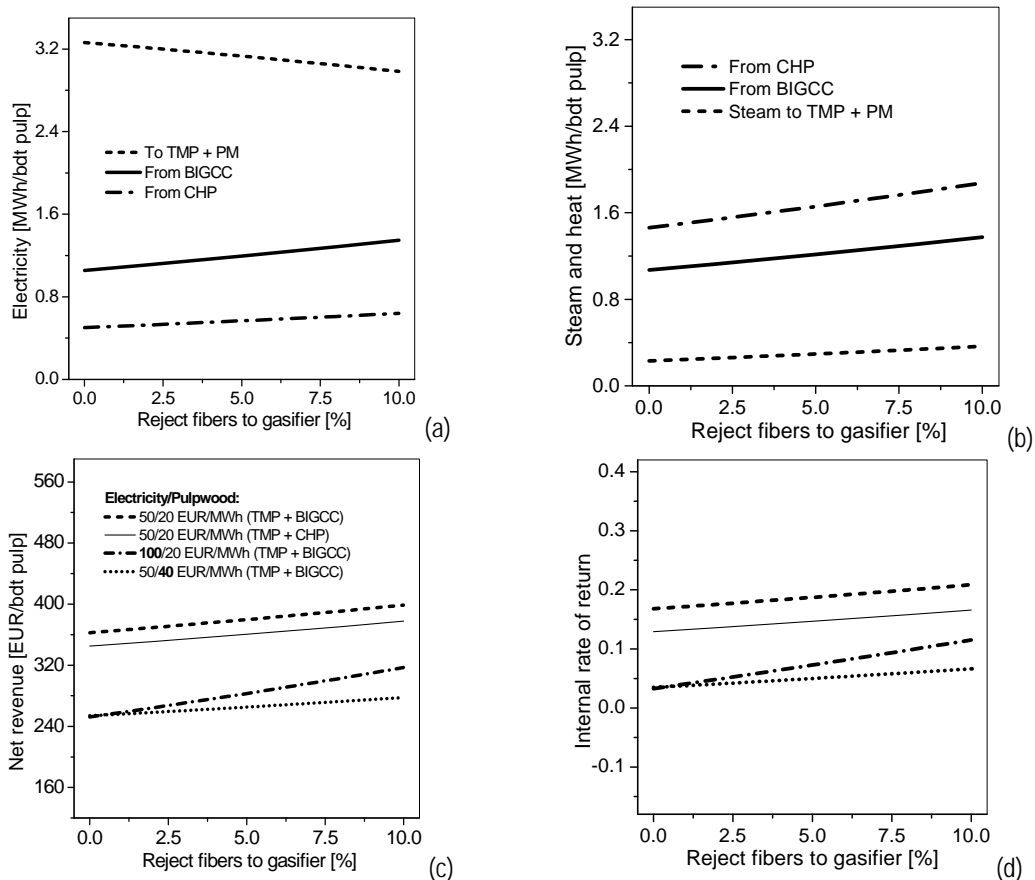 Electricity [MWh/bdt pulp]
3.2
2.4
1.6
0.8
0.0
To TMP + PM
From BIGCC
From CHP
0.0 2.5 5.0 7.5 10.0
Reject fibers to gasifier [%]
(a)
Steam and heat [MWh/bdt pulp]
3.2
2.4
1.6
0.8
0.0
From CHP
From BIGCC
Steam to TMP + PM
0.0 2.5 5.0 7.5 10.0
Reject fibers to gasifier [%]
(b)
Net revenue [EUR/bdt pulp]
560
480
400
320
240
160
Electricity/Pulpwood:
50/20 EUR/MWh (TMP + BIGCC)
50/20 EUR/MWh (TMP + CHP)
100/20 EUR/MWh (TMP + BIGCC)
50/40 EUR/MWh (TMP + BIGCC)
0.0 2.5 5.0 7.5 10.0
Reject fibers to gasifier [%]
(c)
Internal rate of return
0.4
0.3
0.2
0.1
0.0
-0.1
0.0 2.5 5.0 7.5 10.0
Reject fibers to gasifier [%]
(d)